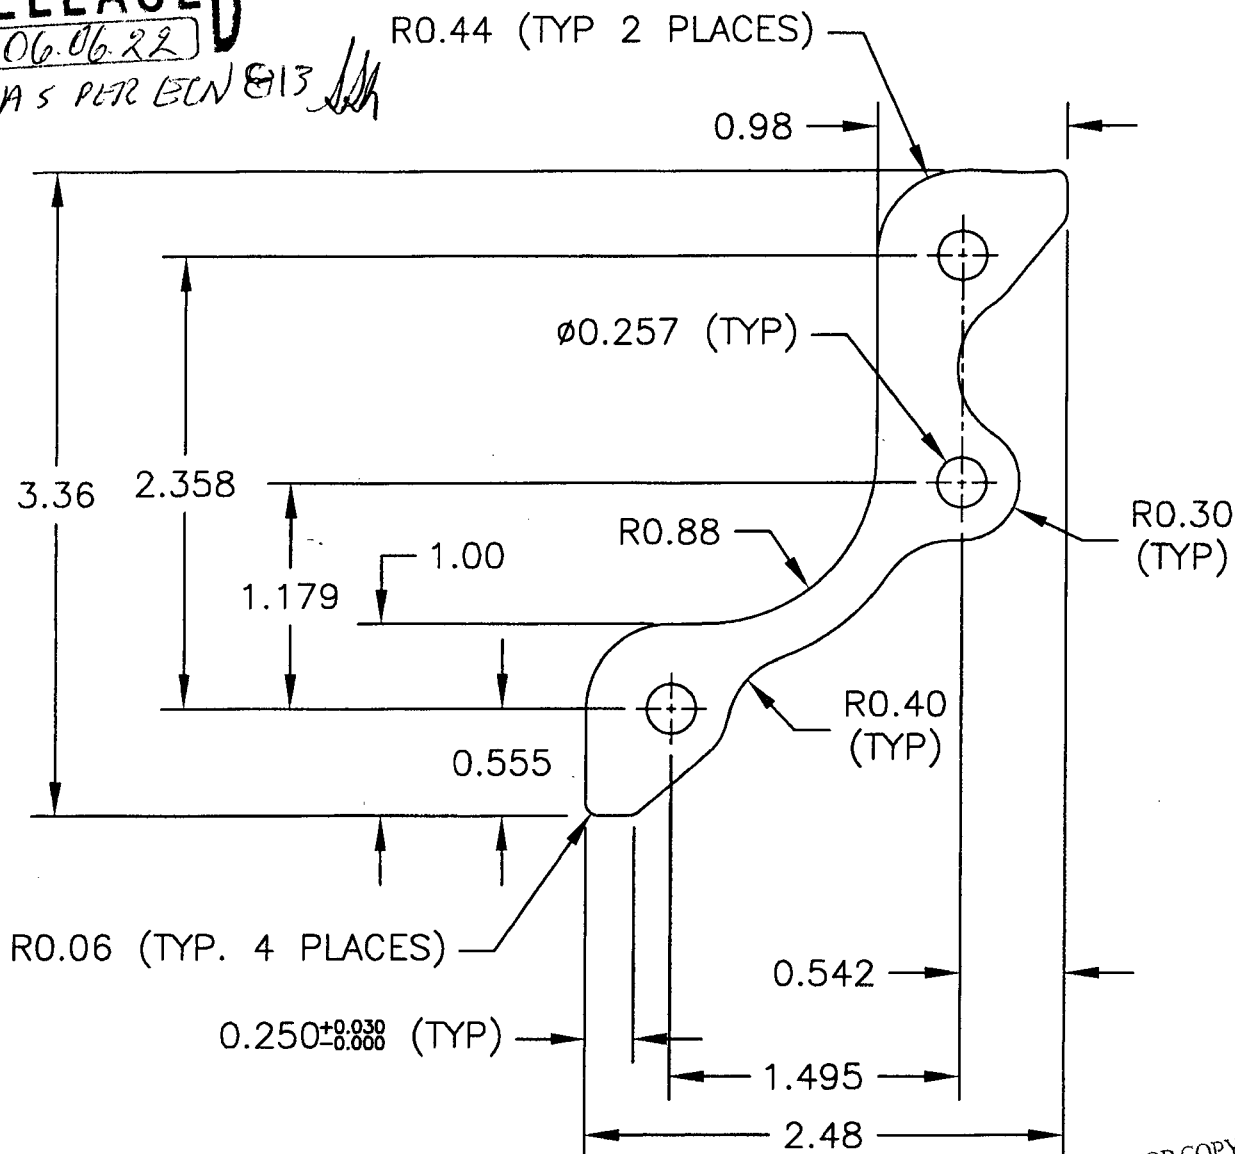 06.06.22
AS PER ECN
R0.44 (TYP 2 PLACES)
0.98
ø0.257 (TYP)
3.36
2.358
1.179
1.00
R0.88
R0.30
(TYP)
R0.40
(TYP)
0.555
R0.06 (TYP. 4 PLACES)
0.542
0.250 +0.030 -0.000 (TYP)
1.495
2.48
COPY